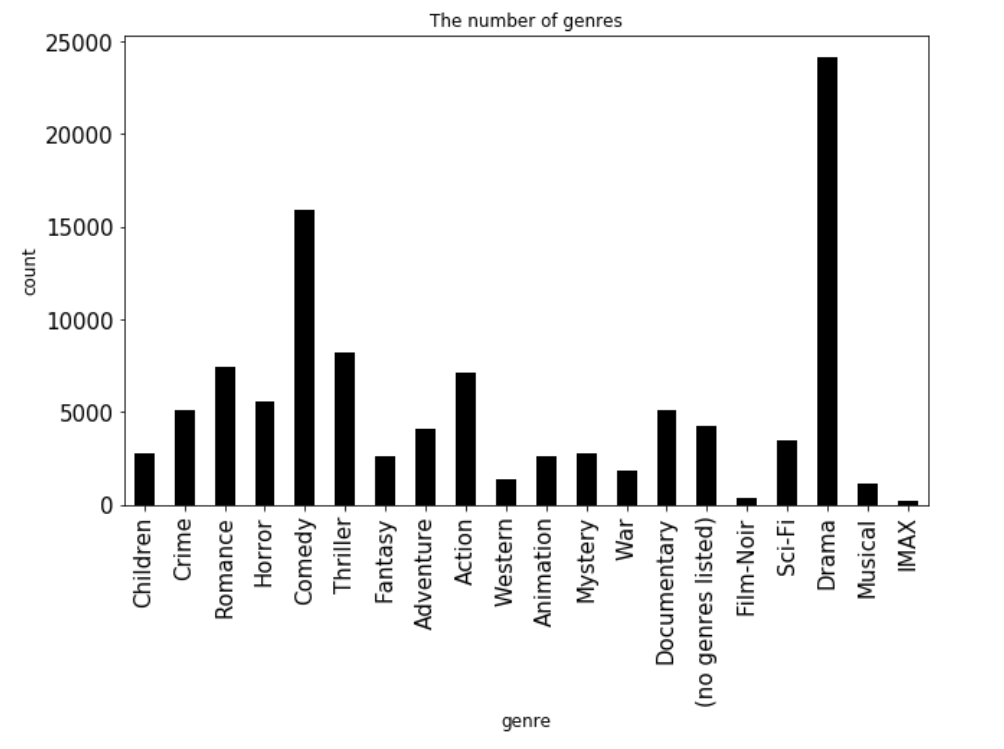 The number of genres
25000
20000
15000
10000
5000
0
count
Children
Crime
Romance
Horror
Comedy
Thriller
Fantasy
Adventure
Action
Western
Animation
Mystery
War
Documentary
(no genres listed)
Film-Noir
Sci-Fi
Drama
Musical
IMAX
genre